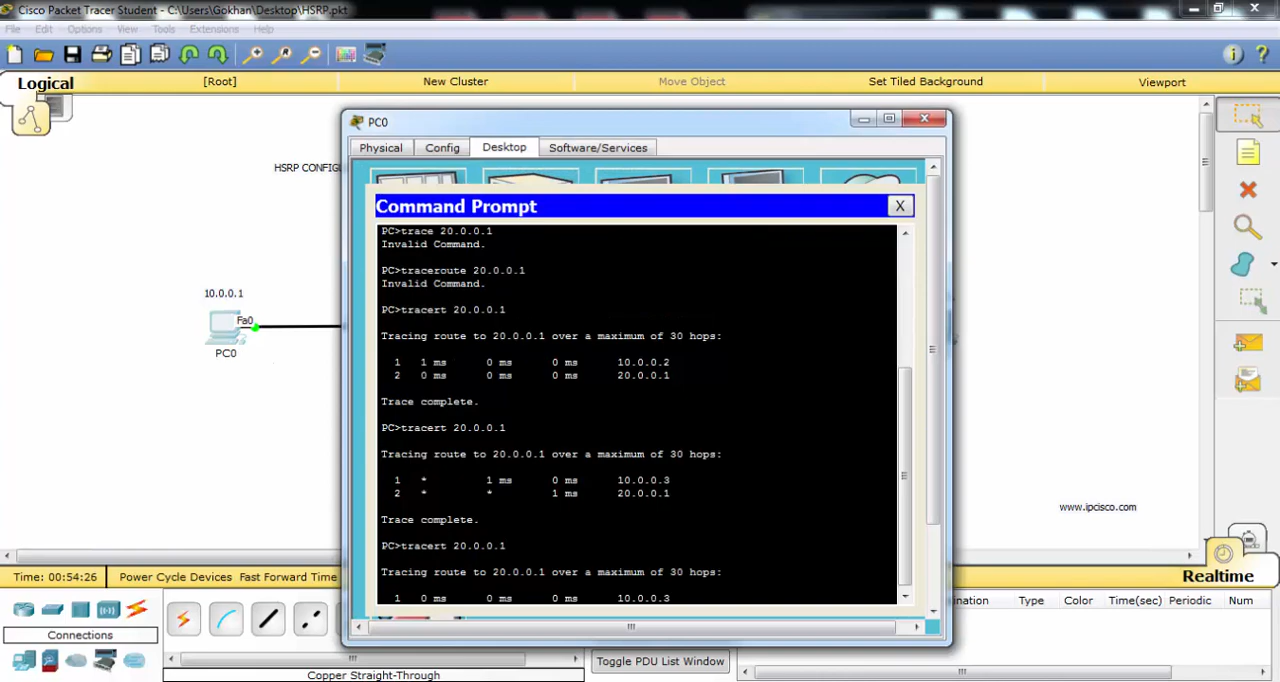 Cisco Packet Tracer Student - C:\Users\Gokhan\Desktop\HSRP.pkt
File Edit Options View Tools Extensions Help
Logical [Root] New Cluster Move Object Set Tiled Background Viewport
HSRP CONFIG
10.0.0.1
Fa0
PC0
PC0
Physical Config Desktop Software/Services
Command Prompt X
PC>trace 20.0.0.1
Invalid Command.
PC>traceroute 20.0.0.1
Invalid Command.
PC>tracert 20.0.0.1
Tracing route to 20.0.0.1 over a maximum of 30 hops:
1 1 ms 0 ms 0 ms 10.0.0.2
2 0 ms 0 ms 0 ms 20.0.0.1
Trace complete.
PC>tracert 20.0.0.1
Tracing route to 20.0.0.1 over a maximum of 30 hops:
1 * 1 ms 0 ms 10.0.0.3
2 * * 1 ms 20.0.0.1
Trace complete.
PC>tracert 20.0.0.1
Tracing route to 20.0.0.1 over a maximum of 30 hops:
1 0 ms 0 ms 0 ms 10.0.0.3
www.ipcisco.com
Time: 00:54:26 Power Cycle Devices Fast Forward Time
Realtime
Connections
Copper Straight-Through
Toggle PDU List Window
ination Type Color Time(sec) Periodic Num